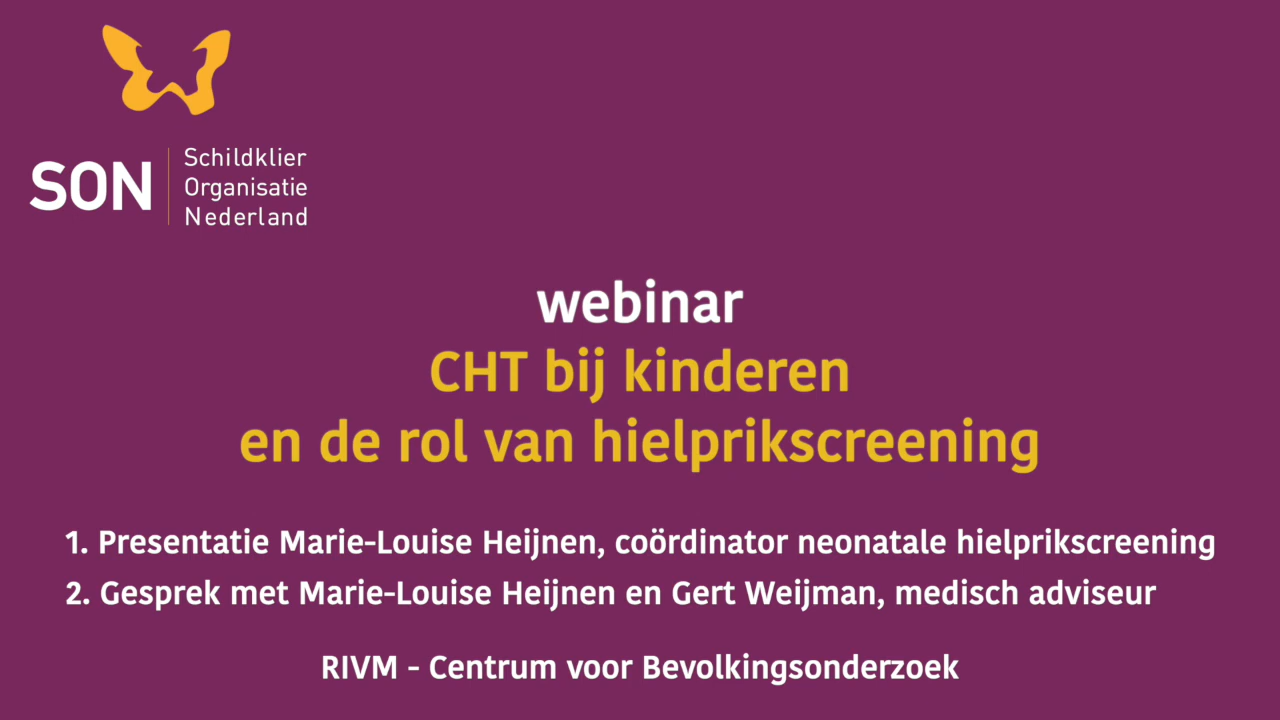 SON
Schildklier
Organisatie
Nederland
webinar
CHT bij kinderen
en de rol van hielprikscreening
1. Presentatie Marie-Louise Heijnen, coördinator neonatale hielprikscreening
2. Gesprek met Marie-Louise Heijnen en Gert Weijman, medisch adviseur
RIVM - Centrum voor Bevolkingsonderzoek